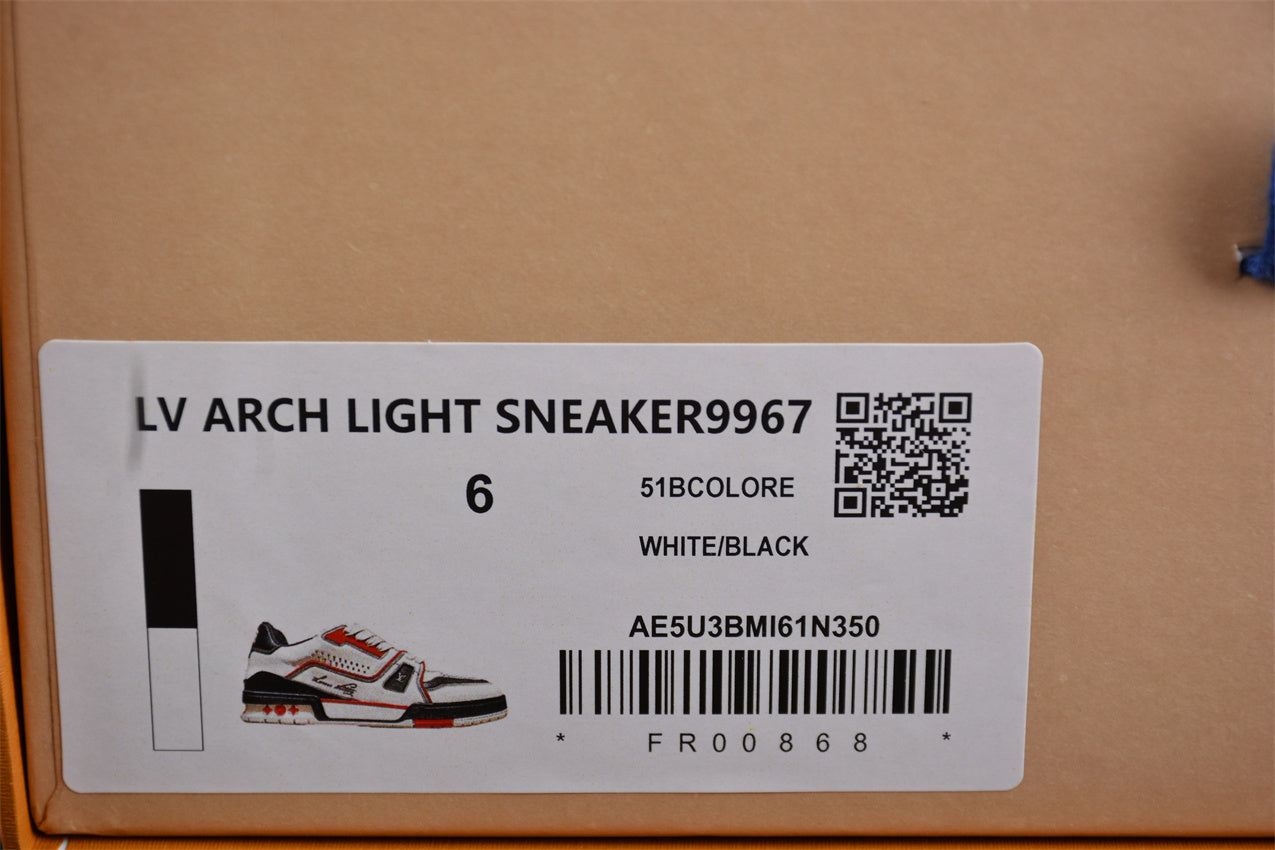 LV ARCH LIGHT SNEAKER9967
6
51BCOLORE
WHITE/BLACK
AE5U3BMI61N350
* FR00868 *